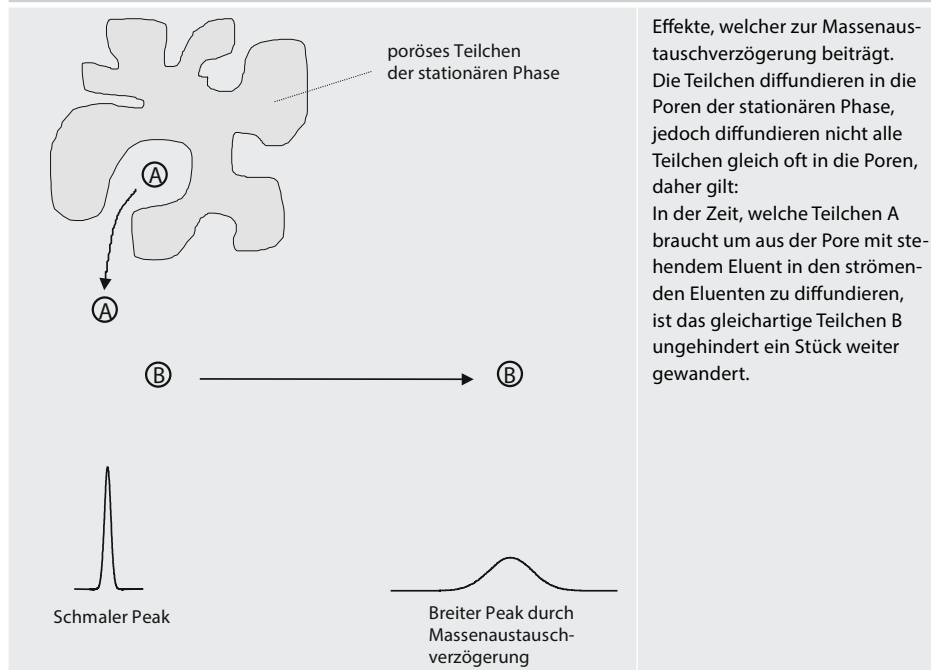 poröses Teilchen
der stationären Phase
A
A
B
B
Schmaler Peak
Breiter Peak durch
Massenaustausch-
verzögerung
Effekte, welcher zur Massenaus-
tauschverzögerung beiträgt.
Die Teilchen diffundieren in die
Poren der stationären Phase,
jedoch diffundieren nicht alle
Teilchen gleich oft in die Poren,
daher gilt:
In der Zeit, welche Teilchen A
braucht um aus der Pore mit ste-
hendem Eluent in den strömen-
den Eluenten zu diffundieren,
ist das gleichartige Teilchen B
ungehindert ein Stück weiter
gewandert.